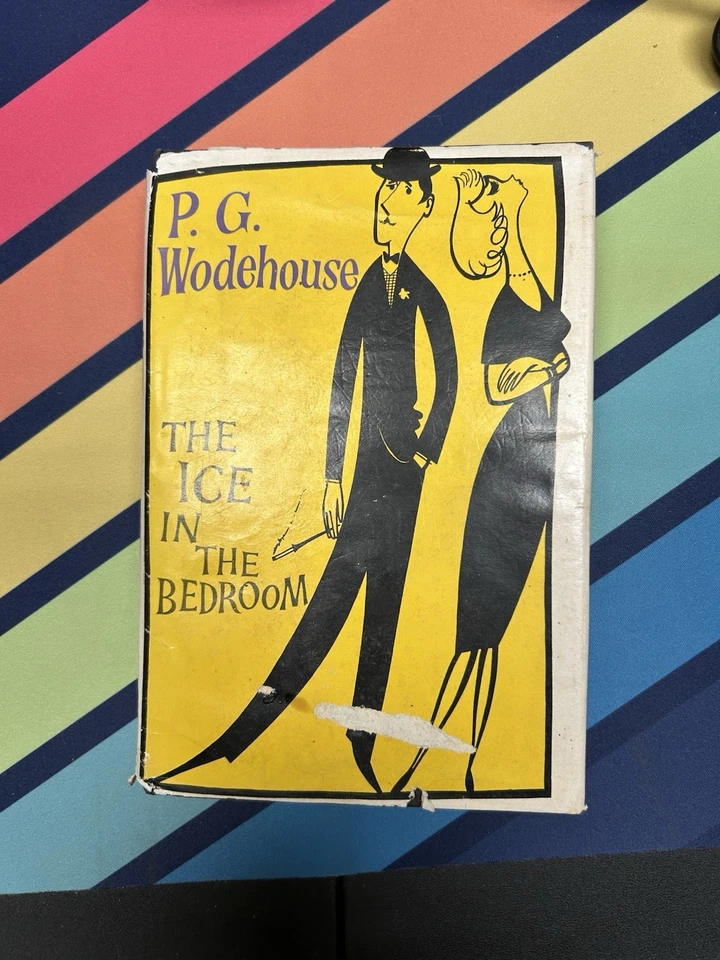 P. G.
Wodehouse
THE
ICE
IN
THE
BEDROOM